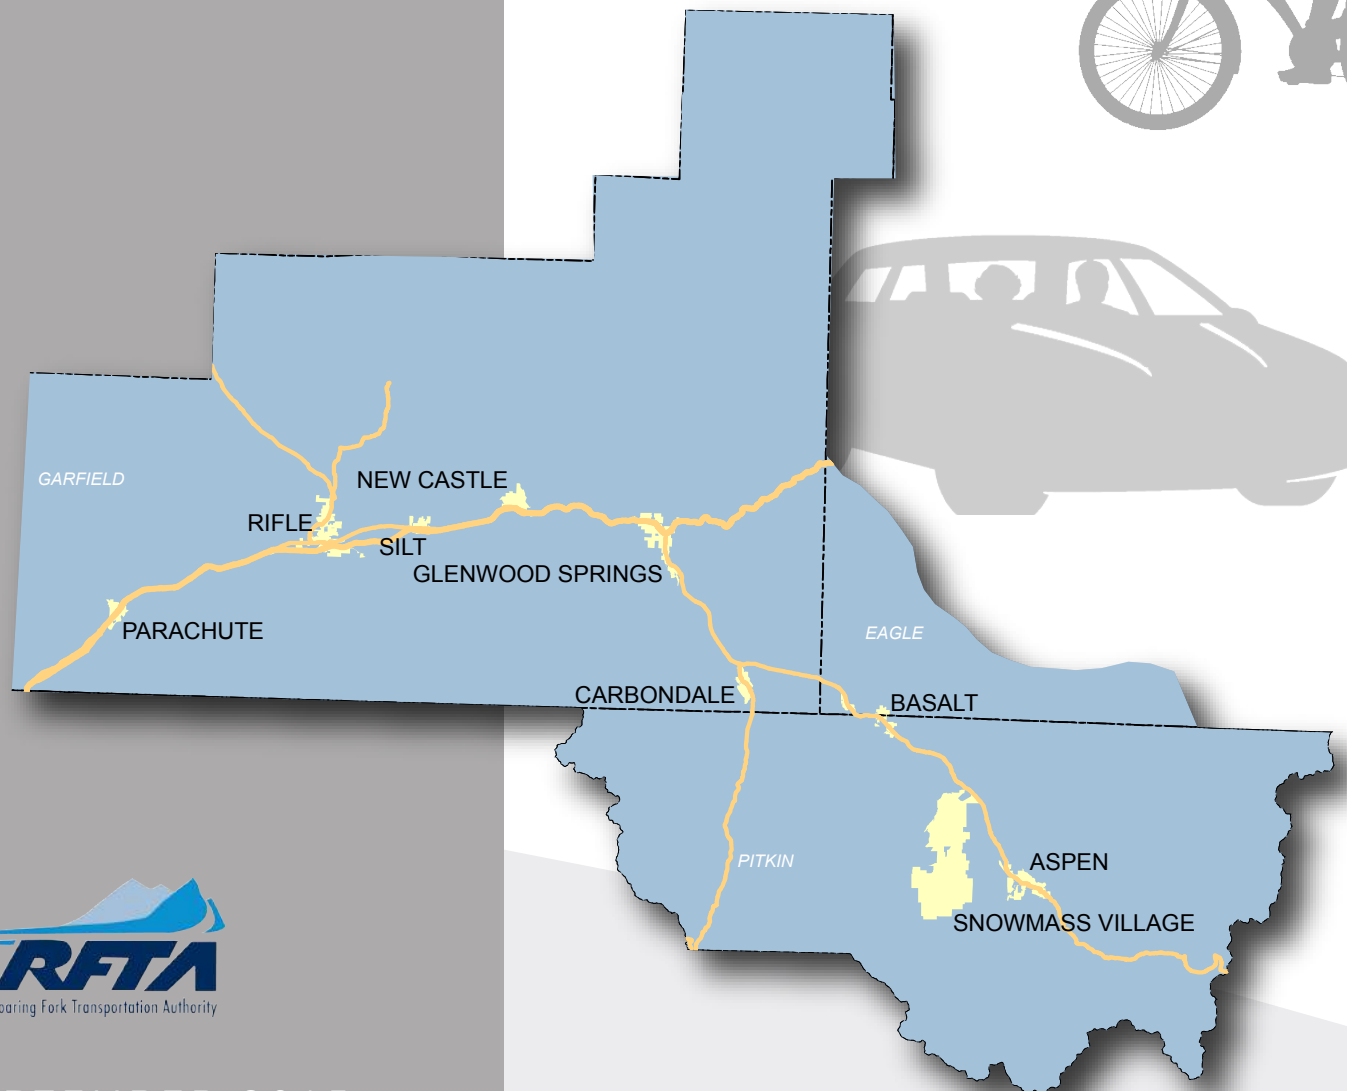 GARFIELD
NEW CASTLE
RIFLE
SILT
GLENWOOD SPRINGS
PARACHUTE
EAGLE
CARBONDALE
BASALT
PITKIN
ASPEN
SNOWMASS VILLAGE
RFTA
oaring Fork Transportation Authority